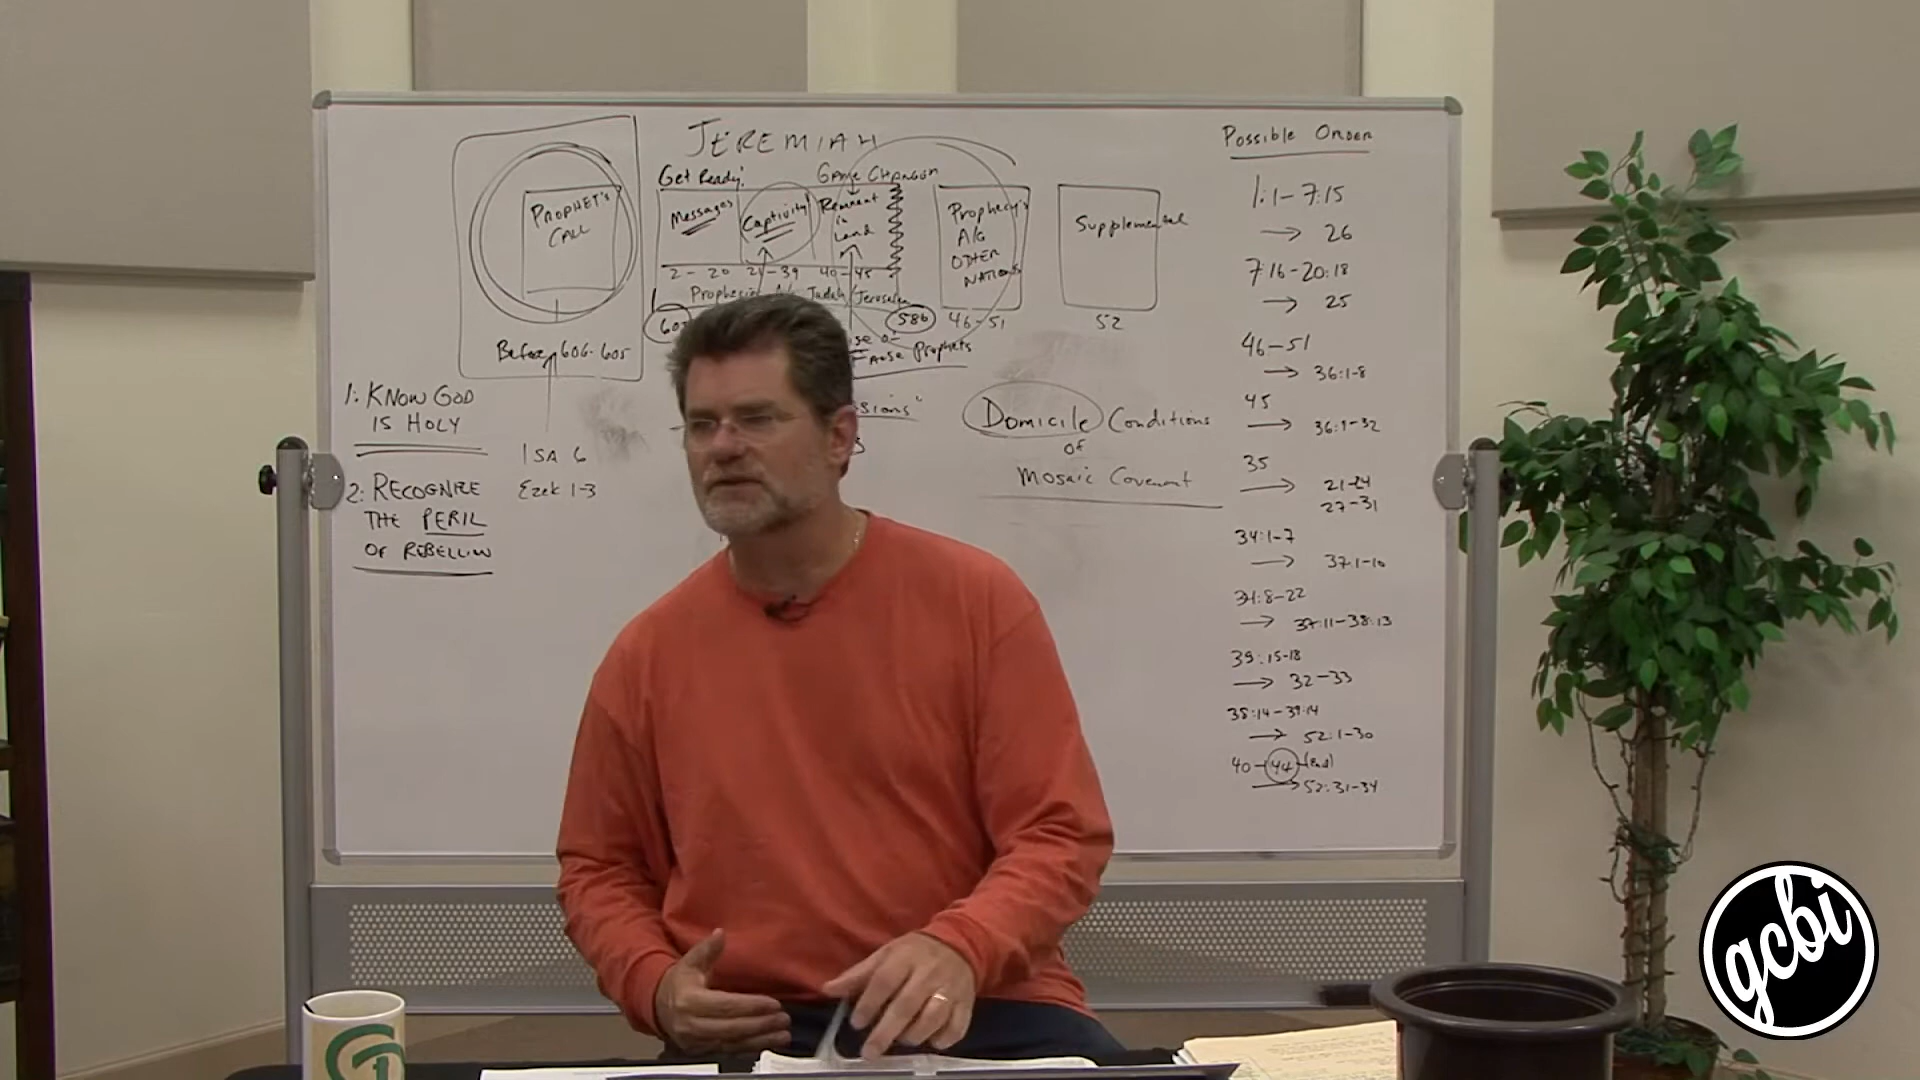 JEREMIAH
Get Ready!
GAME CHANGER
PROPHET'S
CALL
Messages
Captivity!
Remnant
in
Land
Prophecy's
A/G
OTHER
NATIONS
Supplemental
2 - 20
21 - 39
40 - 45
Judah/Jerusalem
586
46 - 51
52
Before 606-605
Prophets
1: KNOW GOD
IS HOLY
ISA 6
Ezek 1-3
2: RECOGNIZE
THE PERIL
OF REBELLION
Domicile Conditions
of
Mosaic Covenant
Possible Order
1:1 - 7:15
→ 26
7:16 - 20:18
→ 25
46 - 51
→ 36:1-8
45
→ 36:9-32
35
→ 21-24
27-31
34:1-7
→ 37:1-10
34:8-22
→ 37:11-38:13
39:15-18
→ 32-33
38:14-39:14
→ 52:1-30
40-44 (End)
→ 52:31-34
gcbi